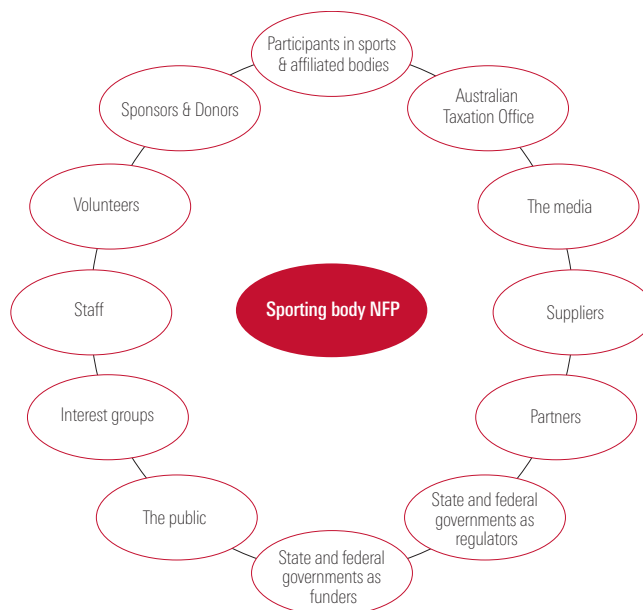 Participants in sports
& affiliated bodies
Sponsors & Donors
Australian
Taxation Office
Volunteers
The media
Staff
Sporting body NFP
Suppliers
Interest groups
Partners
The public
State and federal
governments as
regulators
State and federal
governments as
funders